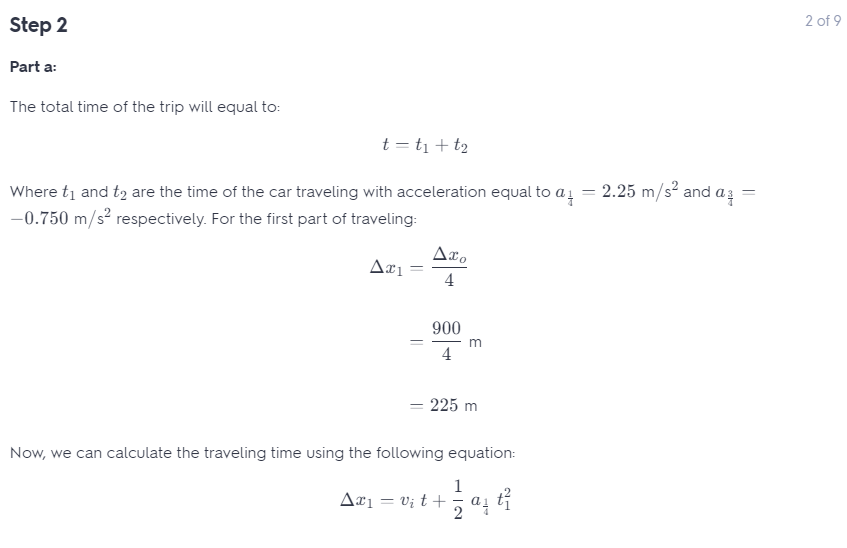 Step 2
2 of 9
Part a:
The total time of the trip will equal to:
t = t₁ + t₂
Where t₁ and t₂ are the time of the car traveling with acceleration equal to a_{1/4} = 2.25 m/s² and a_{3/4} =
−0.750 m/s² respectively. For the first part of traveling:
Δx₁ = Δxₒ/4
= 900/4 m
= 225 m
Now, we can calculate the traveling time using the following equation:
Δx₁ = vᵢ t + 1/2 a_{1/4} t₁²